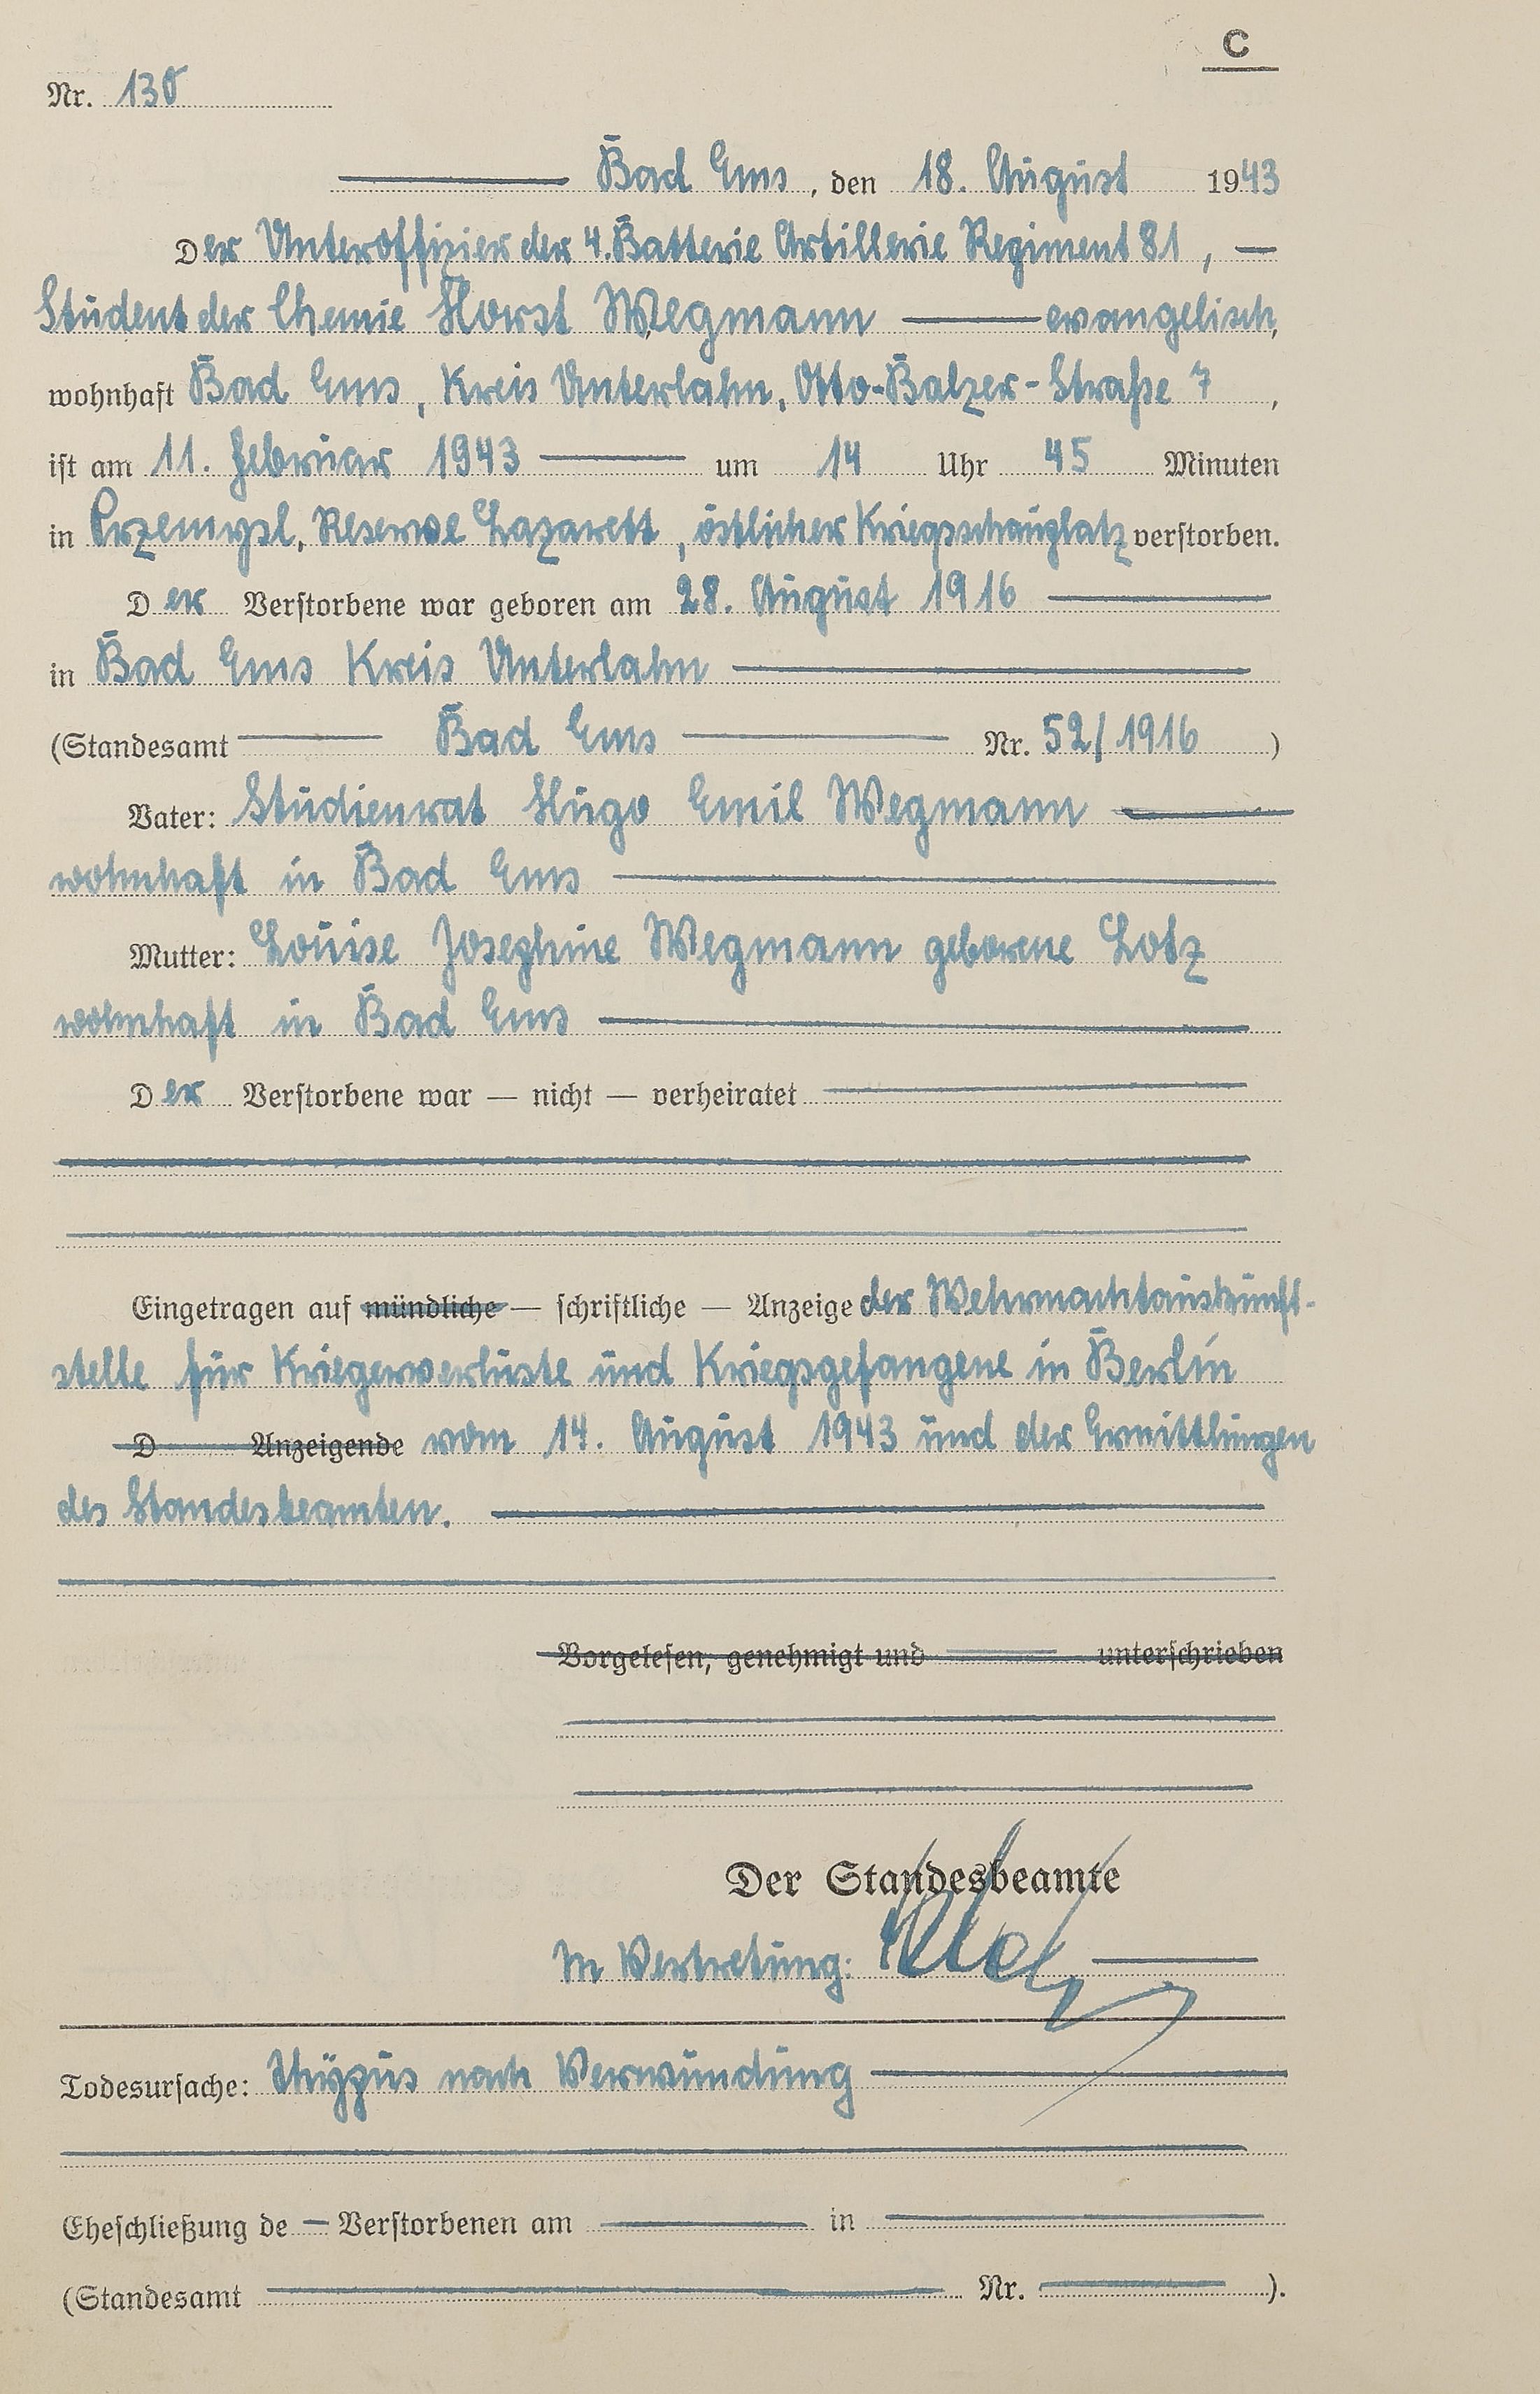 C
Nr. 130
Bad Ems, den 18. August 1943
Der Unteroffizier der 4. Batterie Artillerie Regiment 81, —
Student der Chemie Horst Wegmann — evangelisch,
wohnhaft Bad Ems, Kreis Unterlahn, Otto-Balzer-Straße 7,
ist am 11. Februar 1943 — um 14 Uhr 45 Minuten
in Przemysl, Reserve Lazarett, östlicher Kriegsschauplatz verstorben.
Der Verstorbene war geboren am 28. August 1916 —
in Bad Ems Kreis Unterlahn —
(Standesamt — Bad Ems — Nr. 52/1916)
Vater: Studienrat Hugo Emil Wegmann —
wohnhaft in Bad Ems —
Mutter: Louise Josephine Wegmann geborene Lotz
wohnhaft in Bad Ems —
Der Verstorbene war — nicht — verheiratet —
Eingetragen auf mündliche — schriftliche — Anzeige der Wehrmachtauskunft-
stelle für Kriegerverluste und Kriegsgefangene in Berlin
D Anzeigende vom 14. August 1943 und der Ermittlungen
des Standesbeamten. —
Vorgelesen, genehmigt und — unterschrieben
Der Standesbeamte
In Vertretung:
Todesursache: Thÿpus nach Verwundung —
Eheschließung de — Verstorbenen am — in —
(Standesamt — Nr. —).